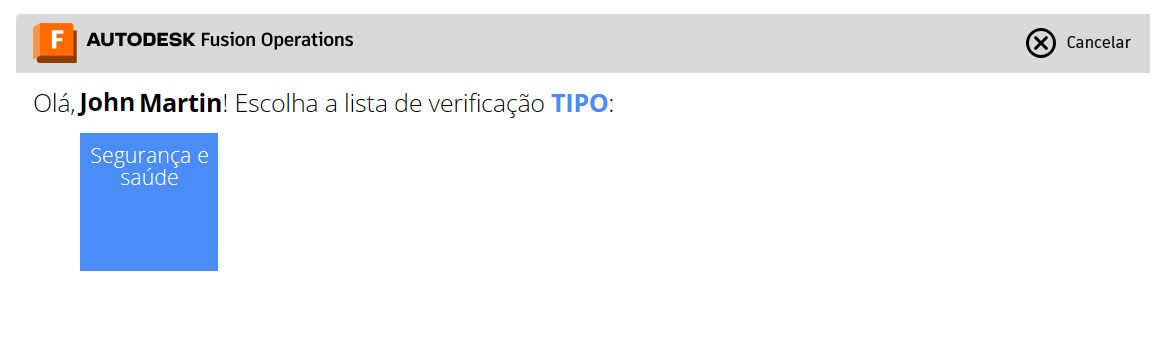 F AUTODESK Fusion Operations Cancelar
Olá, John Martin! Escolha a lista de verificação TIPO:
Segurança e
saúde